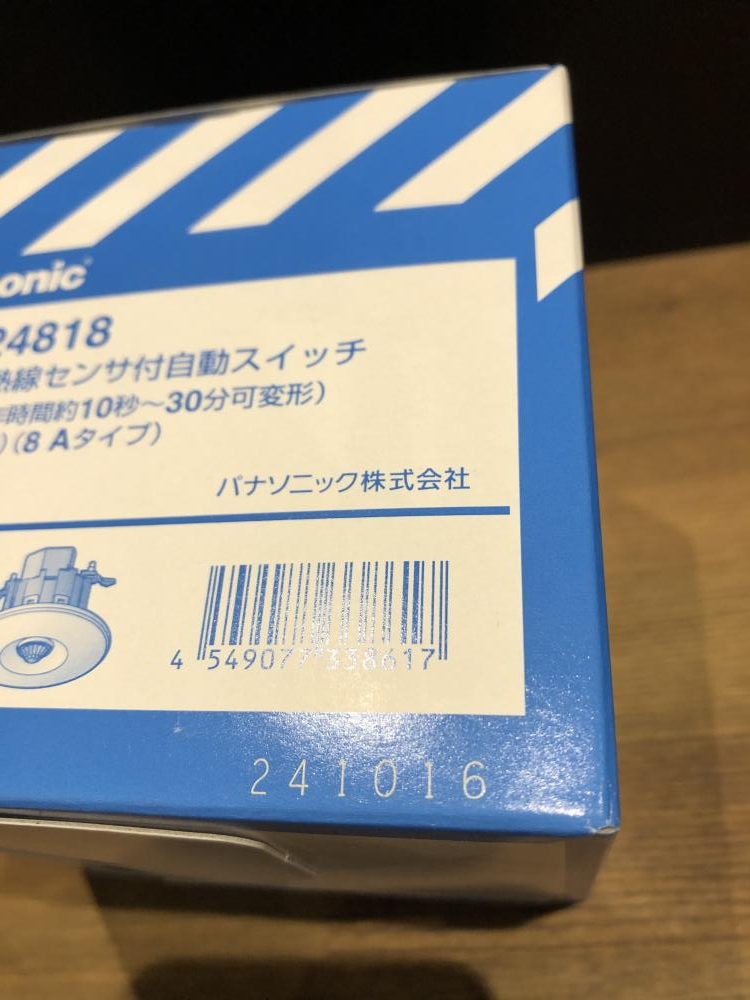 onic
24818
熱線センサ付自動スイッチ
時間約10秒～30分可変形）
）（8 Aタイプ）
パナソニック株式会社
4 549077 338617
241016